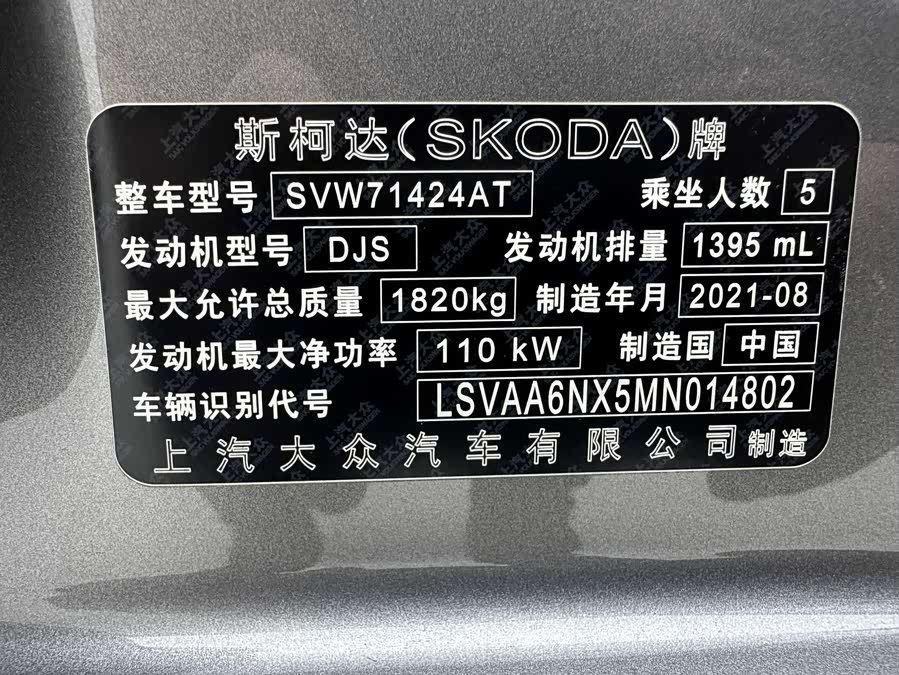 斯柯达(SKODA)牌
整车型号 SVW71424AT 乘坐人数 5
发动机型号 DJS 发动机排量 1395 mL
最大允许总质量 1820kg 制造年月 2021-08
发动机最大净功率 110 kW 制造国 中国
车辆识别代号 LSVAA6NX5MN014802
上汽大众汽车有限公司制造